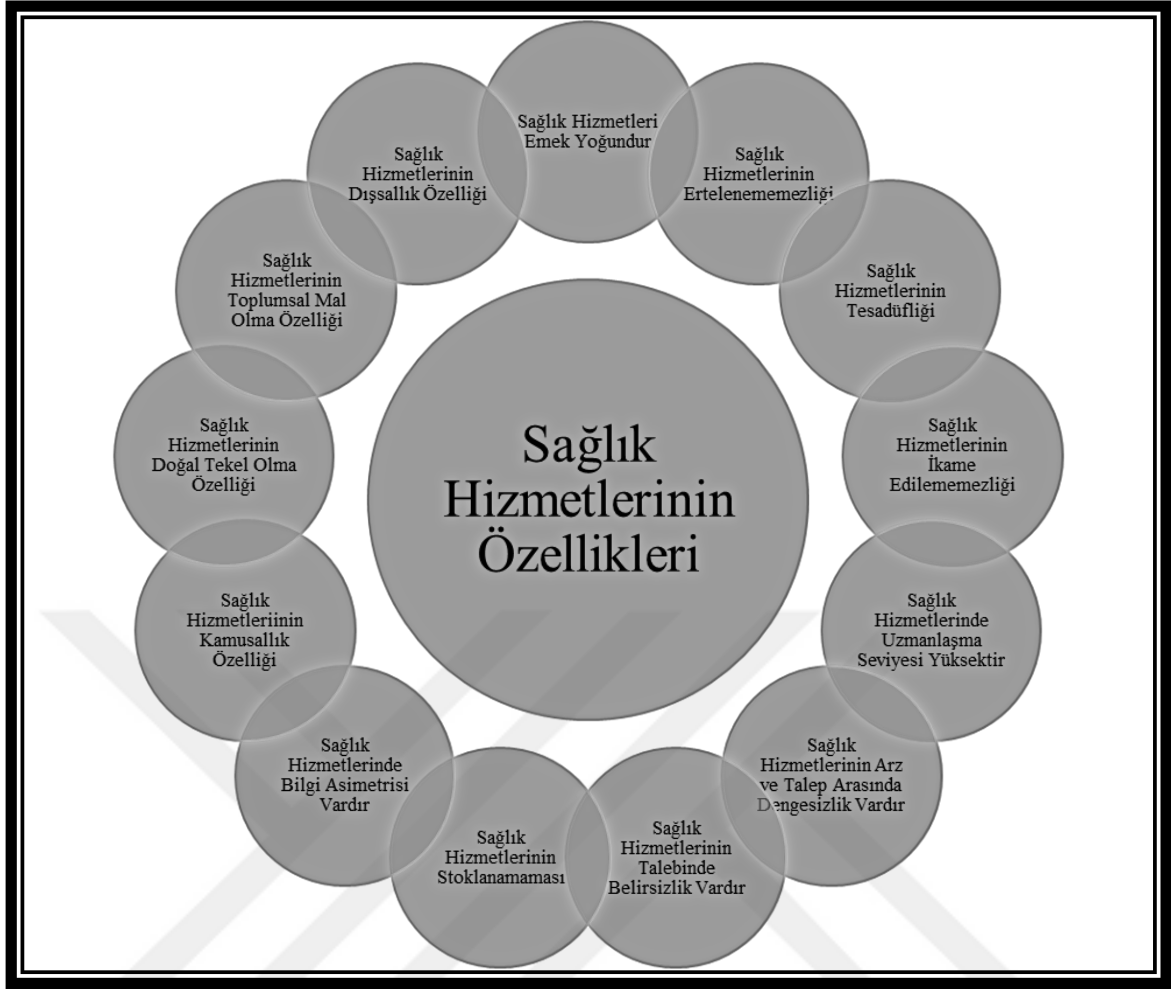 Sağlık Hizmetleri
Emek Yoğundur
Sağlık
Hizmetlerinin
Ertelenememezliği
Sağlık
Hizmetlerinin
Tesadüfliği
Sağlık
Hizmetlerinin
İkame
Edilememezliği
Sağlık
Hizmetlerinde
Uzmanlaşma
Seviyesi Yüksektir
Sağlık
Hizmetlerinin Arz
ve Talep Arasında
Dengesizlik Vardır
Sağlık
Hizmetlerinin
Talebinde
Belirsizlik Vardır
Sağlık
Hizmetlerinin
Stoklanamaması
Sağlık
Hizmetlerinde
Bilgi Asimetrisi
Vardır
Sağlık
Hizmetleriinin
Kamusallık
Özelliği
Sağlık
Hizmetlerinin
Doğal Tekel Olma
Özelliği
Sağlık
Hizmetlerinin
Toplumsal Mal
Olma Özelliği
Sağlık
Hizmetlerinin
Dışsallık Özelliği
Sağlık
Hizmetlerinin
Özellikleri